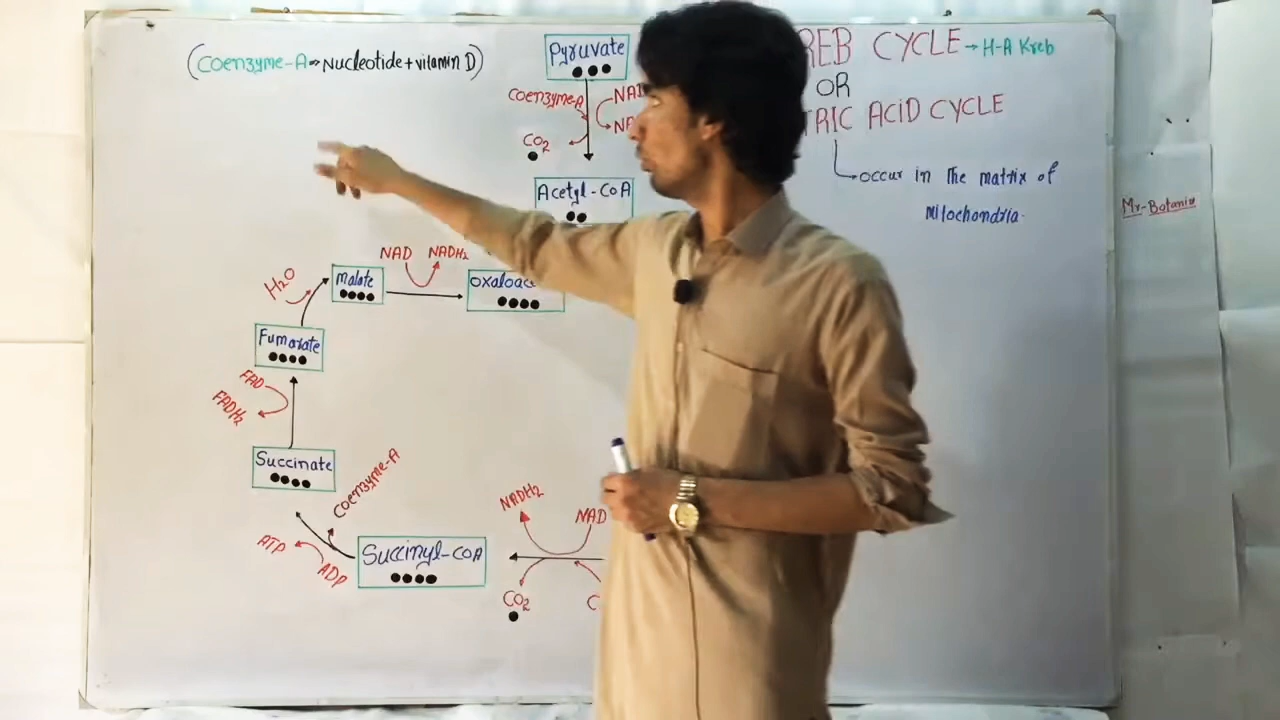 (Coenzyme-A⇒Nucleotide+vitamin D)
Pyruvate
REB CYCLE → H-A Kreb
OR
TRIC ACID CYCLE
occur in the matrix of
Mitochondria.
Mr-Botanix
Coenzyme-A
CO₂
Acetyl-CoA
NAD
NADH₂
H₂O
Malate
Fumarate
FAD
FADH₂
Succinate
Coenzyme-A
ATP
ADP
Succinyl-COA
NADH₂
NAD
CO₂